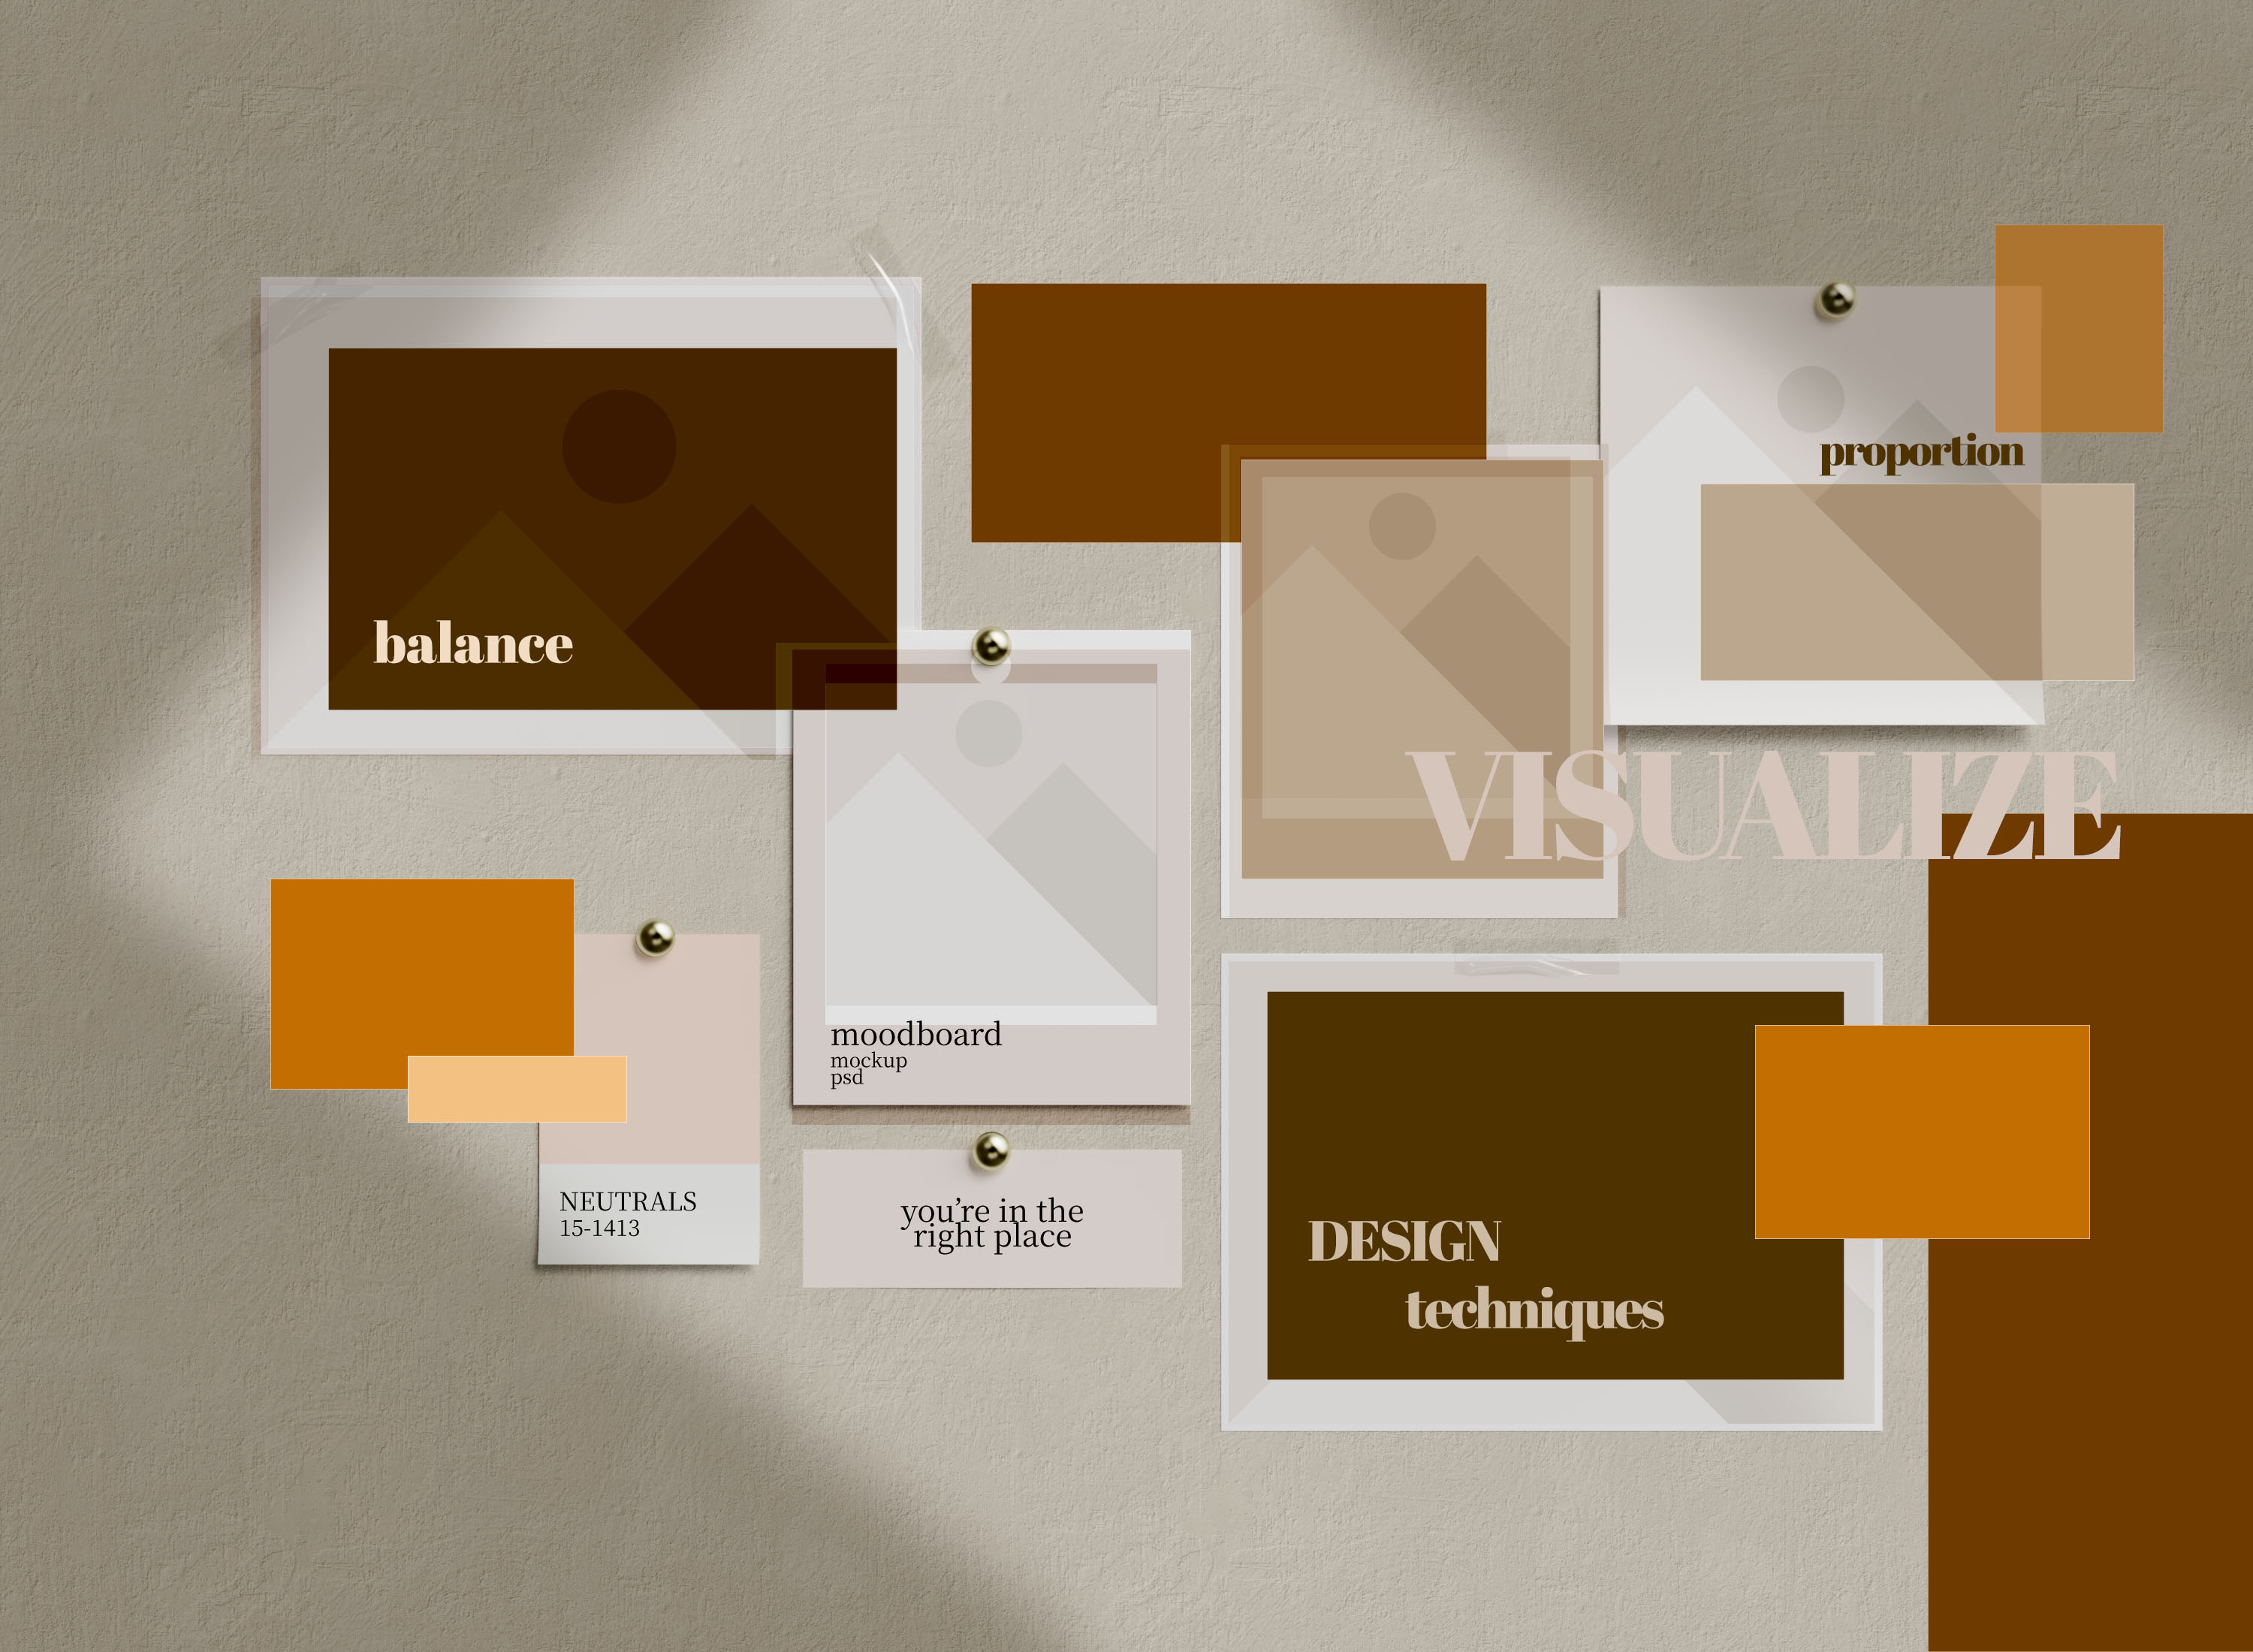 balance
proportion
VISUALIZE
moodboard
mockup
psd
NEUTRALS
15-1413
you’re in the
right place
DESIGN
techniques